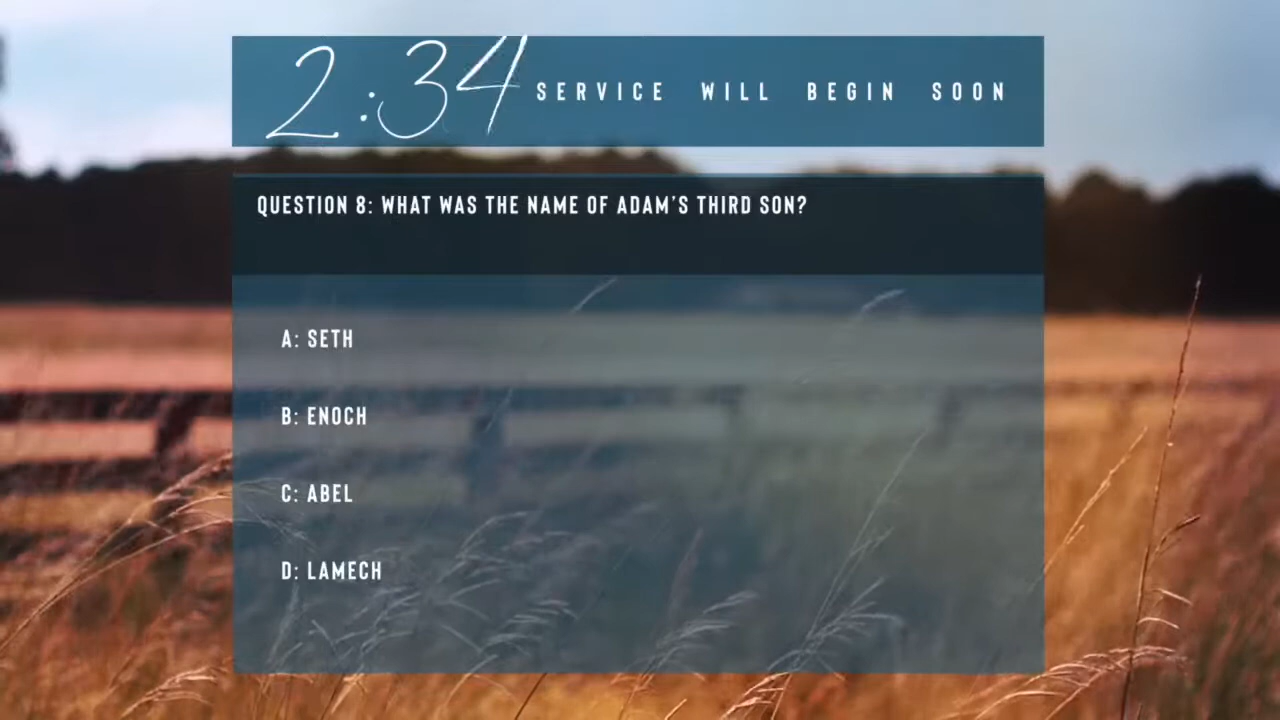 2:34 SERVICE WILL BEGIN SOON
QUESTION 8: WHAT WAS THE NAME OF ADAM'S THIRD SON?
A: SETH
B: ENOCH
C: ABEL
D: LAMECH